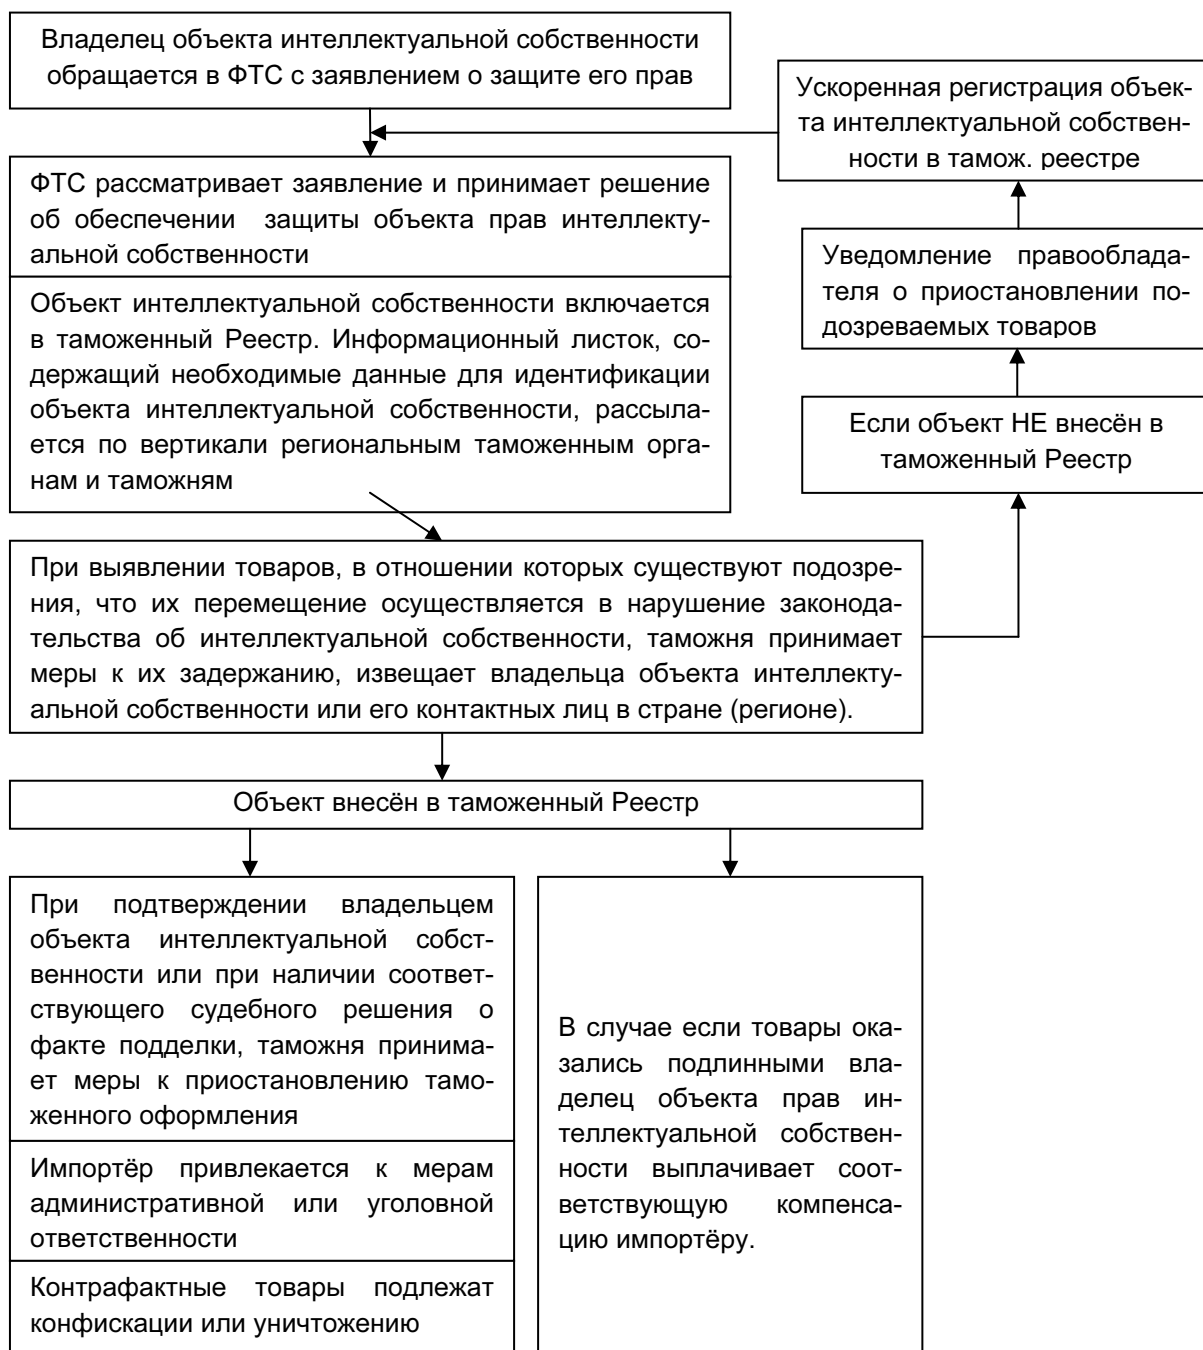 Владелец объекта интеллектуальной собственности
обращается в ФТС с заявлением о защите его прав
Ускоренная регистрация объек-
та интеллектуальной собствен-
ности в тамож. реестре
ФТС рассматривает заявление и принимает решение
об обеспечении защиты объекта прав интеллекту-
альной собственности
Уведомление правооблада-
теля о приостановлении по-
дозреваемых товаров
Объект интеллектуальной собственности включается
в таможенный Реестр. Информационный листок, со-
держащий необходимые данные для идентификации
объекта интеллектуальной собственности, рассыла-
ется по вертикали региональным таможенным орга-
нам и таможням
Если объект НЕ внесён в
таможенный Реестр
При выявлении товаров, в отношении которых существуют подозре-
ния, что их перемещение осуществляется в нарушение законода-
тельства об интеллектуальной собственности, таможня принимает
меры к их задержанию, извещает владельца объекта интеллекту-
альной собственности или его контактных лиц в стране (регионе).
Объект внесён в таможенный Реестр
При подтверждении владельцем
объекта интеллектуальной собст-
венности или при наличии соответ-
ствующего судебного решения о
факте подделки, таможня принима-
ет меры к приостановлению тамо-
женного оформления
Импортёр привлекается к мерам
административной или уголовной
ответственности
Контрафактные товары подлежат
конфискации или уничтожению
В случае если товары ока-
зались подлинными вла-
делец объекта прав ин-
теллектуальной собствен-
ности выплачивает соот-
ветствующую компенса-
цию импортёру.